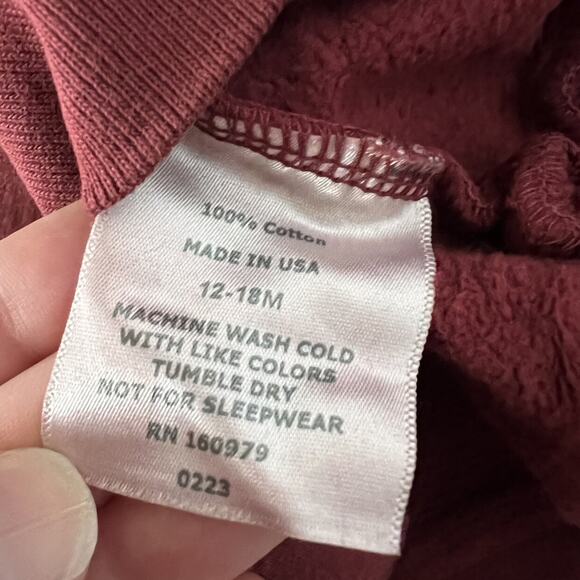 100% Cotton
MADE IN USA
12-18M
MACHINE WASH COLD
WITH LIKE COLORS
TUMBLE DRY
NOT FOR SLEEPWEAR
RN 160979
0223